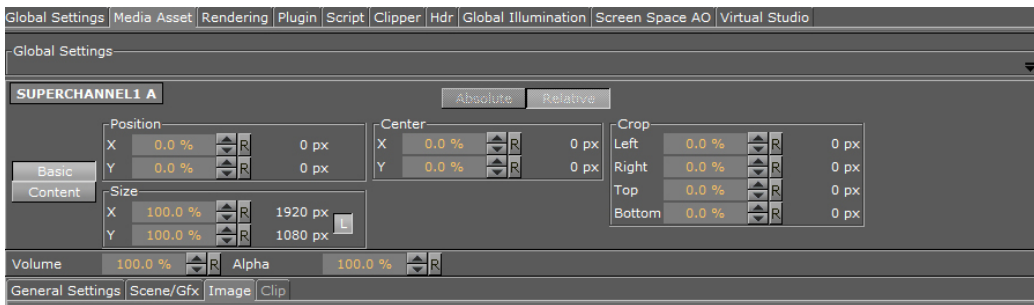 Global Settings Media Asset Rendering Plugin Script Clipper Hdr Global Illumination Screen Space AO Virtual Studio
Global Settings
SUPERCHANNEL1 A
Absolute Relative
Position Center Crop
X 0.0 % R 0 px X 0.0 % R 0 px Left 0.0 % R 0 px
Y 0.0 % R 0 px Y 0.0 % R 0 px Right 0.0 % R 0 px
Basic
Content Size Top 0.0 % R 0 px
X 100.0 % R 1920 px L Bottom 0.0 % R 0 px
Y 100.0 % R 1080 px
Volume 100.0 % R Alpha 100.0 % R
General Settings Scene/Gfx Image Clip